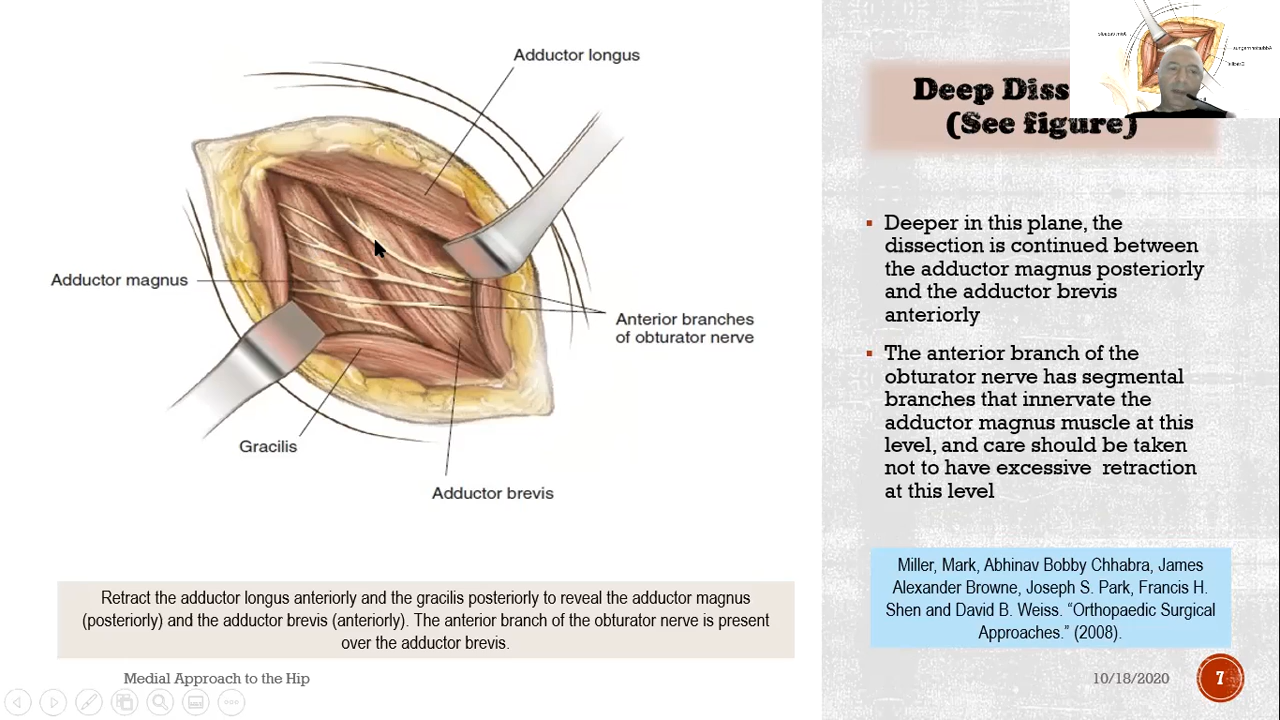 Adductor longus
Adductor magnus
Anterior branches
of obturator nerve
Gracilis
Adductor brevis
Retract the adductor longus anteriorly and the gracilis posteriorly to reveal the adductor magnus
(posteriorly) and the adductor brevis (anteriorly). The anterior branch of the obturator nerve is present
over the adductor brevis.
Medial Approach to the Hip
Deep
(See figure)
Deeper in this plane, the
dissection is continued between
the adductor magnus posteriorly
and the adductor brevis
anteriorly
The anterior branch of the
obturator nerve has segmental
branches that innervate the
adductor magnus muscle at this
level, and care should be taken
not to have excessive retraction
at this level
Miller, Mark, Abhinav Bobby Chhabra, James
Alexander Browne, Joseph S. Park, Francis H.
Shen and David B. Weiss. “Orthopaedic Surgical
Approaches.” (2008).
10/18/2020
7